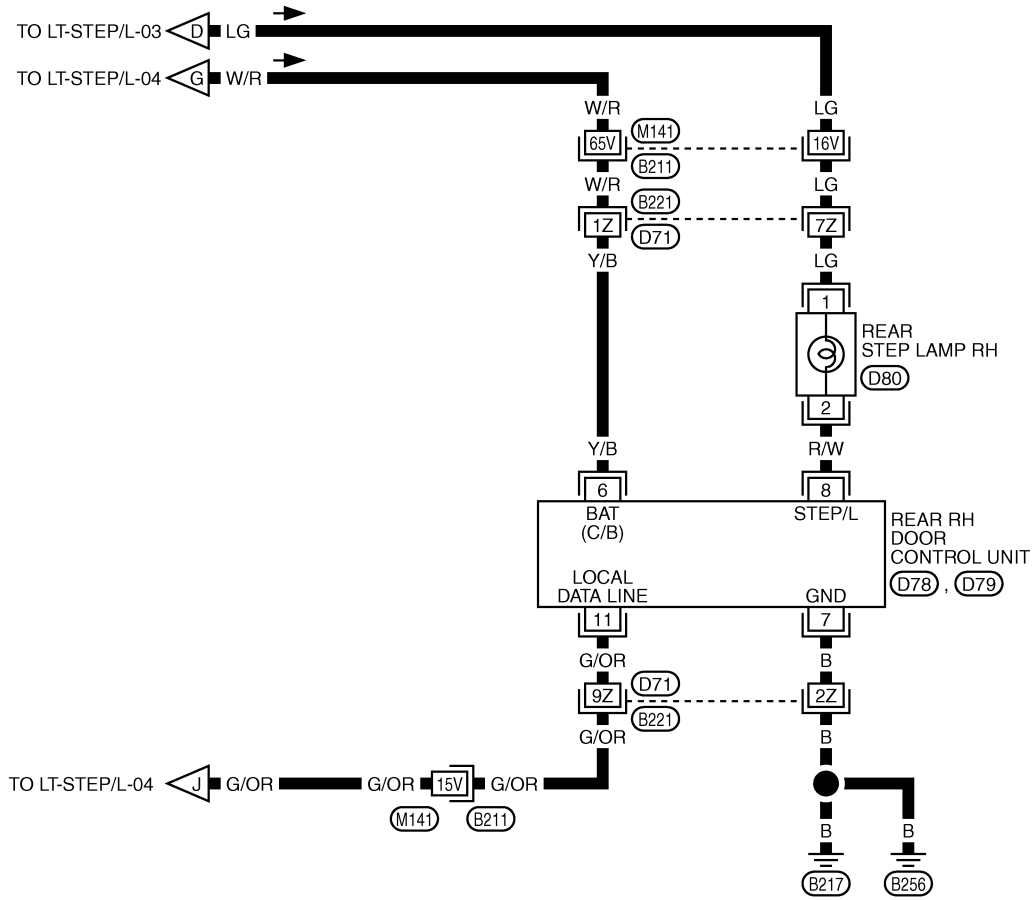 TO LT-STEP/L-03 D LG
TO LT-STEP/L-04 G W/R
W/R LG
65V M141 16V
B211
W/R LG
B221
1Z 7Z
D71
Y/B LG
1
REAR
STEP LAMP RH
D80
2
Y/B R/W
6 8
BAT STEP/L
(C/B)
REAR RH
DOOR
CONTROL UNIT
D78 , D79
LOCAL
DATA LINE GND
11 7
G/OR B
9Z D71 2Z
B221
G/OR B
TO LT-STEP/L-04 J G/OR G/OR 15V G/OR
M141 B211
B B
B217 B256